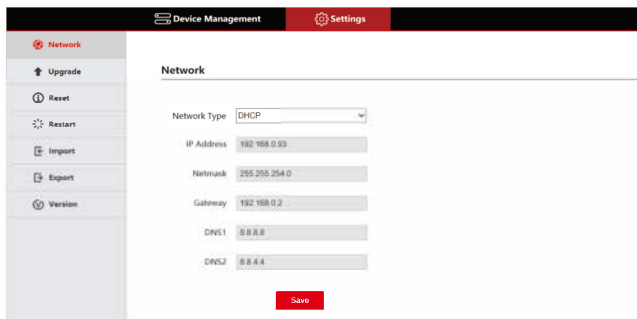 Device Management Settings
Network
Upgrade
Reset
Restart
Import
Export
Version
Network
Network Type DHCP
IP Address 192.168.0.93
Netmask 255.255.254.0
Gateway 192.168.0.2
DNS1 8.8.8.8
DNS2 8.8.4.4
Save